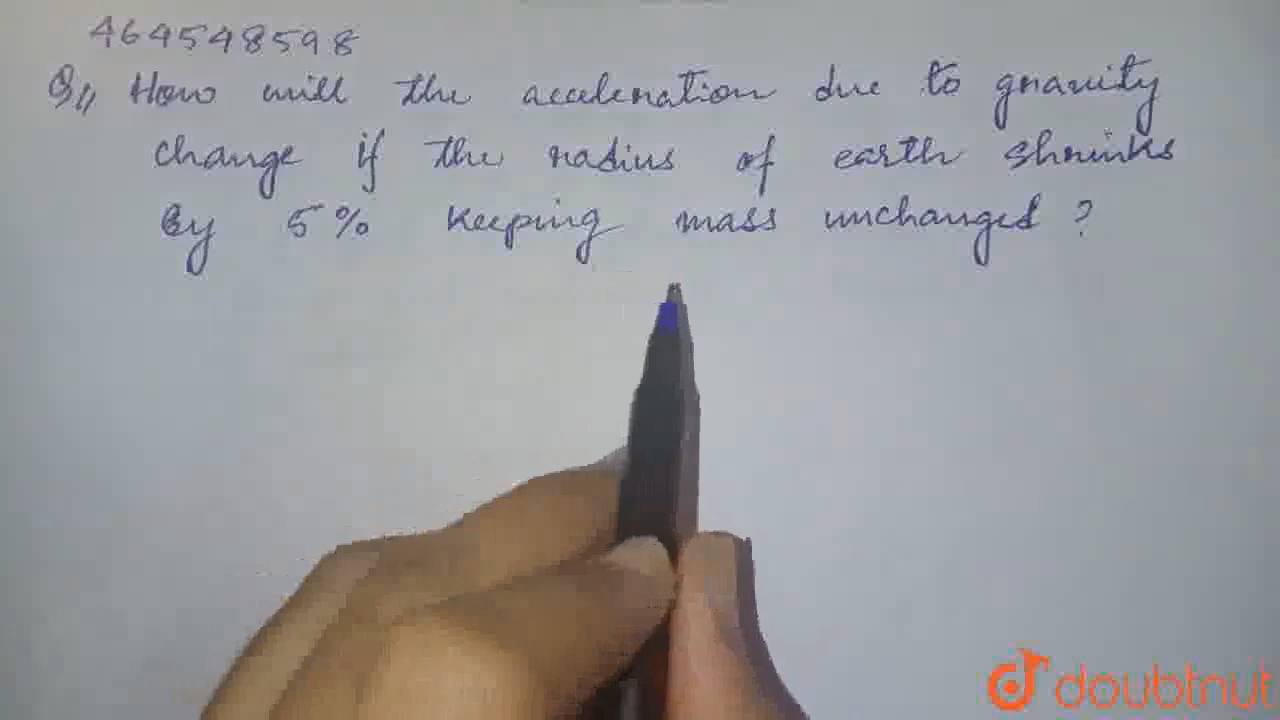 464548598
Q,, How will the acceleration due to gravity
change if the radius of earth shrinks
by 5% keeping mass unchanged ?
doubtnut